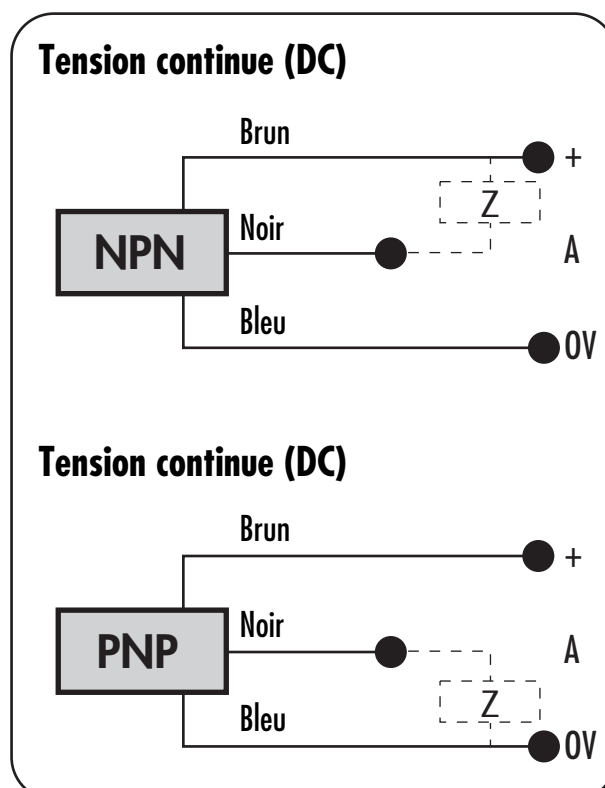 Tension continue (DC)
Brun
+
Z
NPN
Noir
A
Bleu
0V
Tension continue (DC)
Brun
+
Noir
A
PNP
Z
Bleu
0V